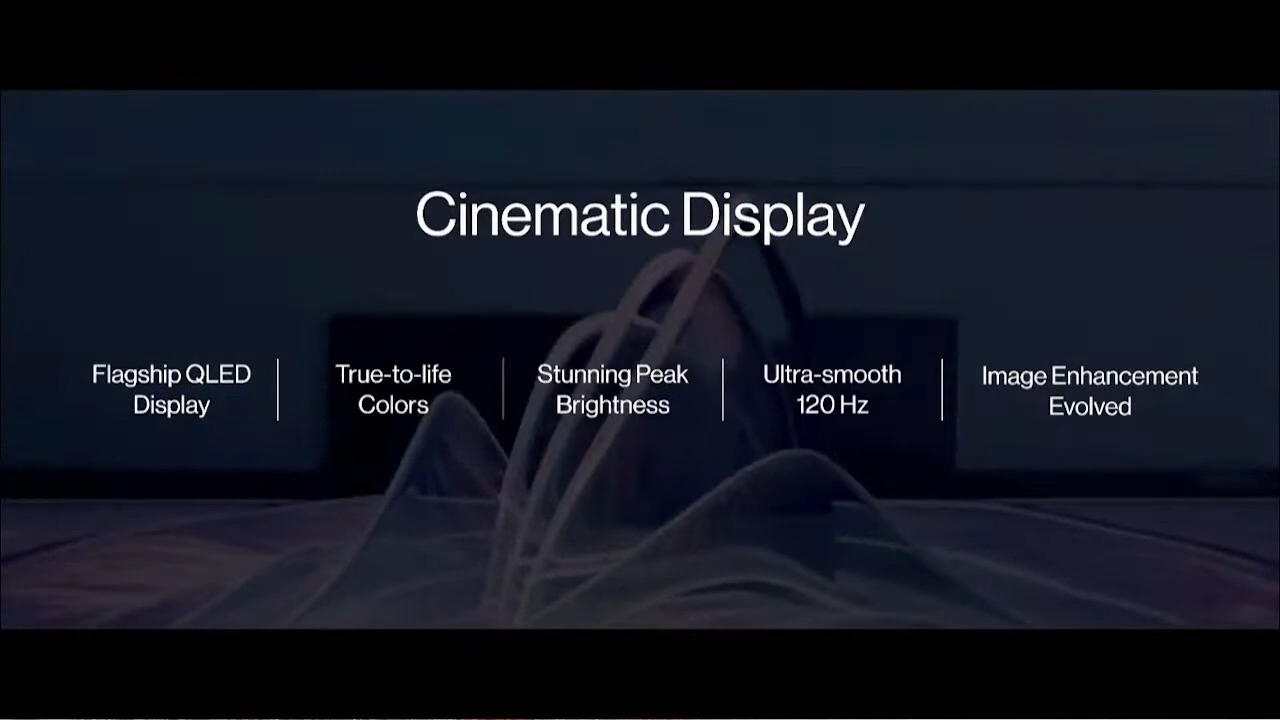 Cinematic Display
Flagship QLED
Display
True-to-life
Colors
Stunning Peak
Brightness
Ultra-smooth
120 Hz
Image Enhancement
Evolved